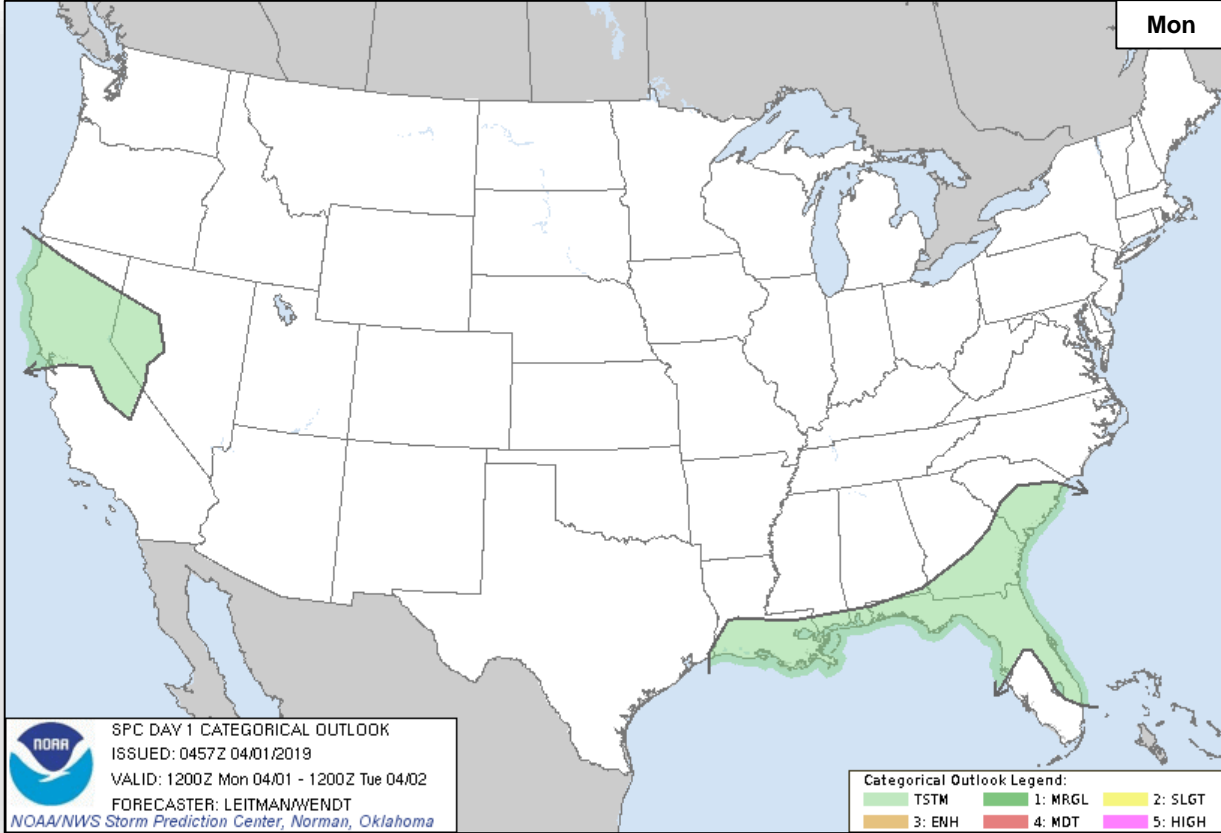 Mon
NOAA
SPC DAY 1 CATEGORICAL OUTLOOK
ISSUED: 0457Z 04/01/2019
VALID: 1200Z Mon 04/01 - 1200Z Tue 04/02
FORECASTER: LEITMAN/WENDT
NOAA/NWS Storm Prediction Center, Norman, Oklahoma
Categorical Outlook Legend:
TSTM 1: MRGL 2: SLGT
3: ENH 4: MDT 5: HIGH